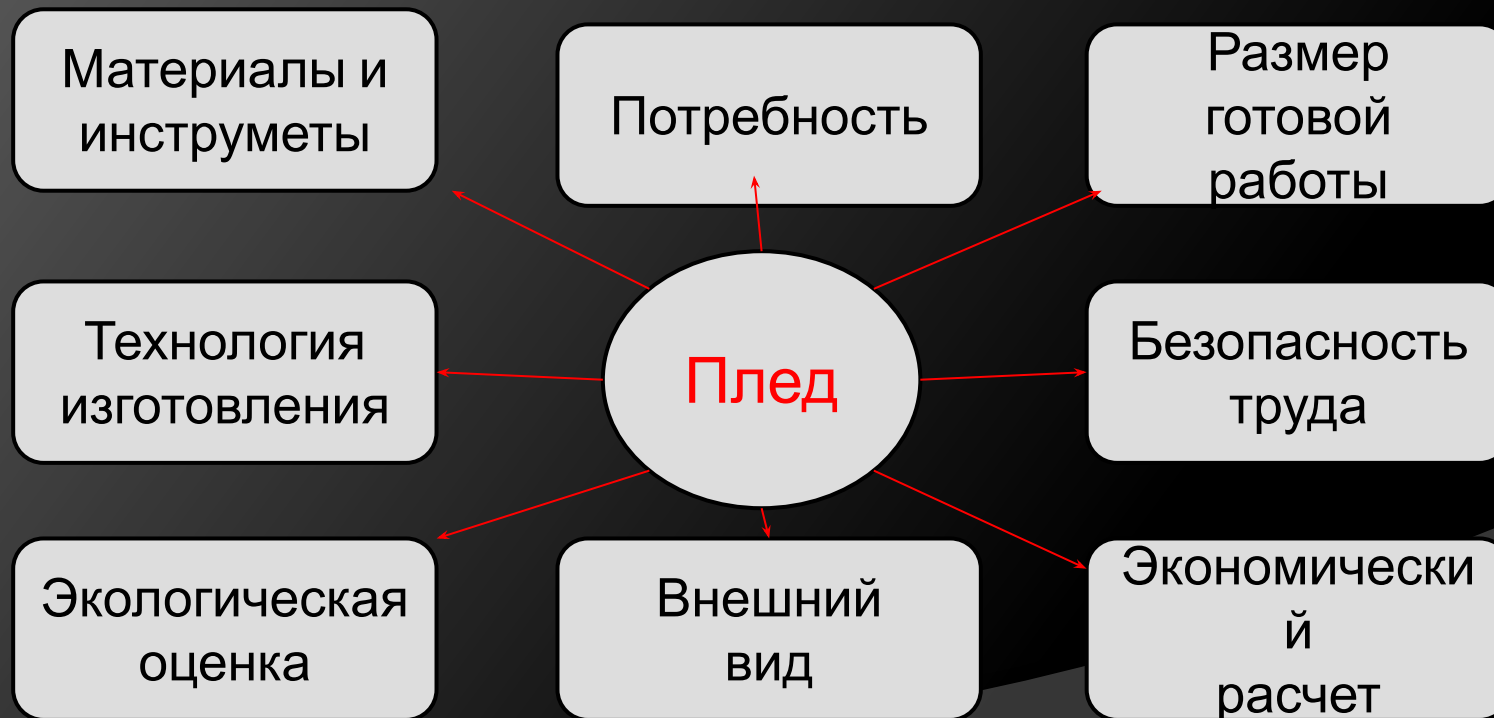 Материалы и
инструметы
Потребность
Размер
готовой
работы
Технология
изготовления
Плед
Безопасность
труда
Экологическая
оценка
Внешний
вид
Экономически
й
расчет